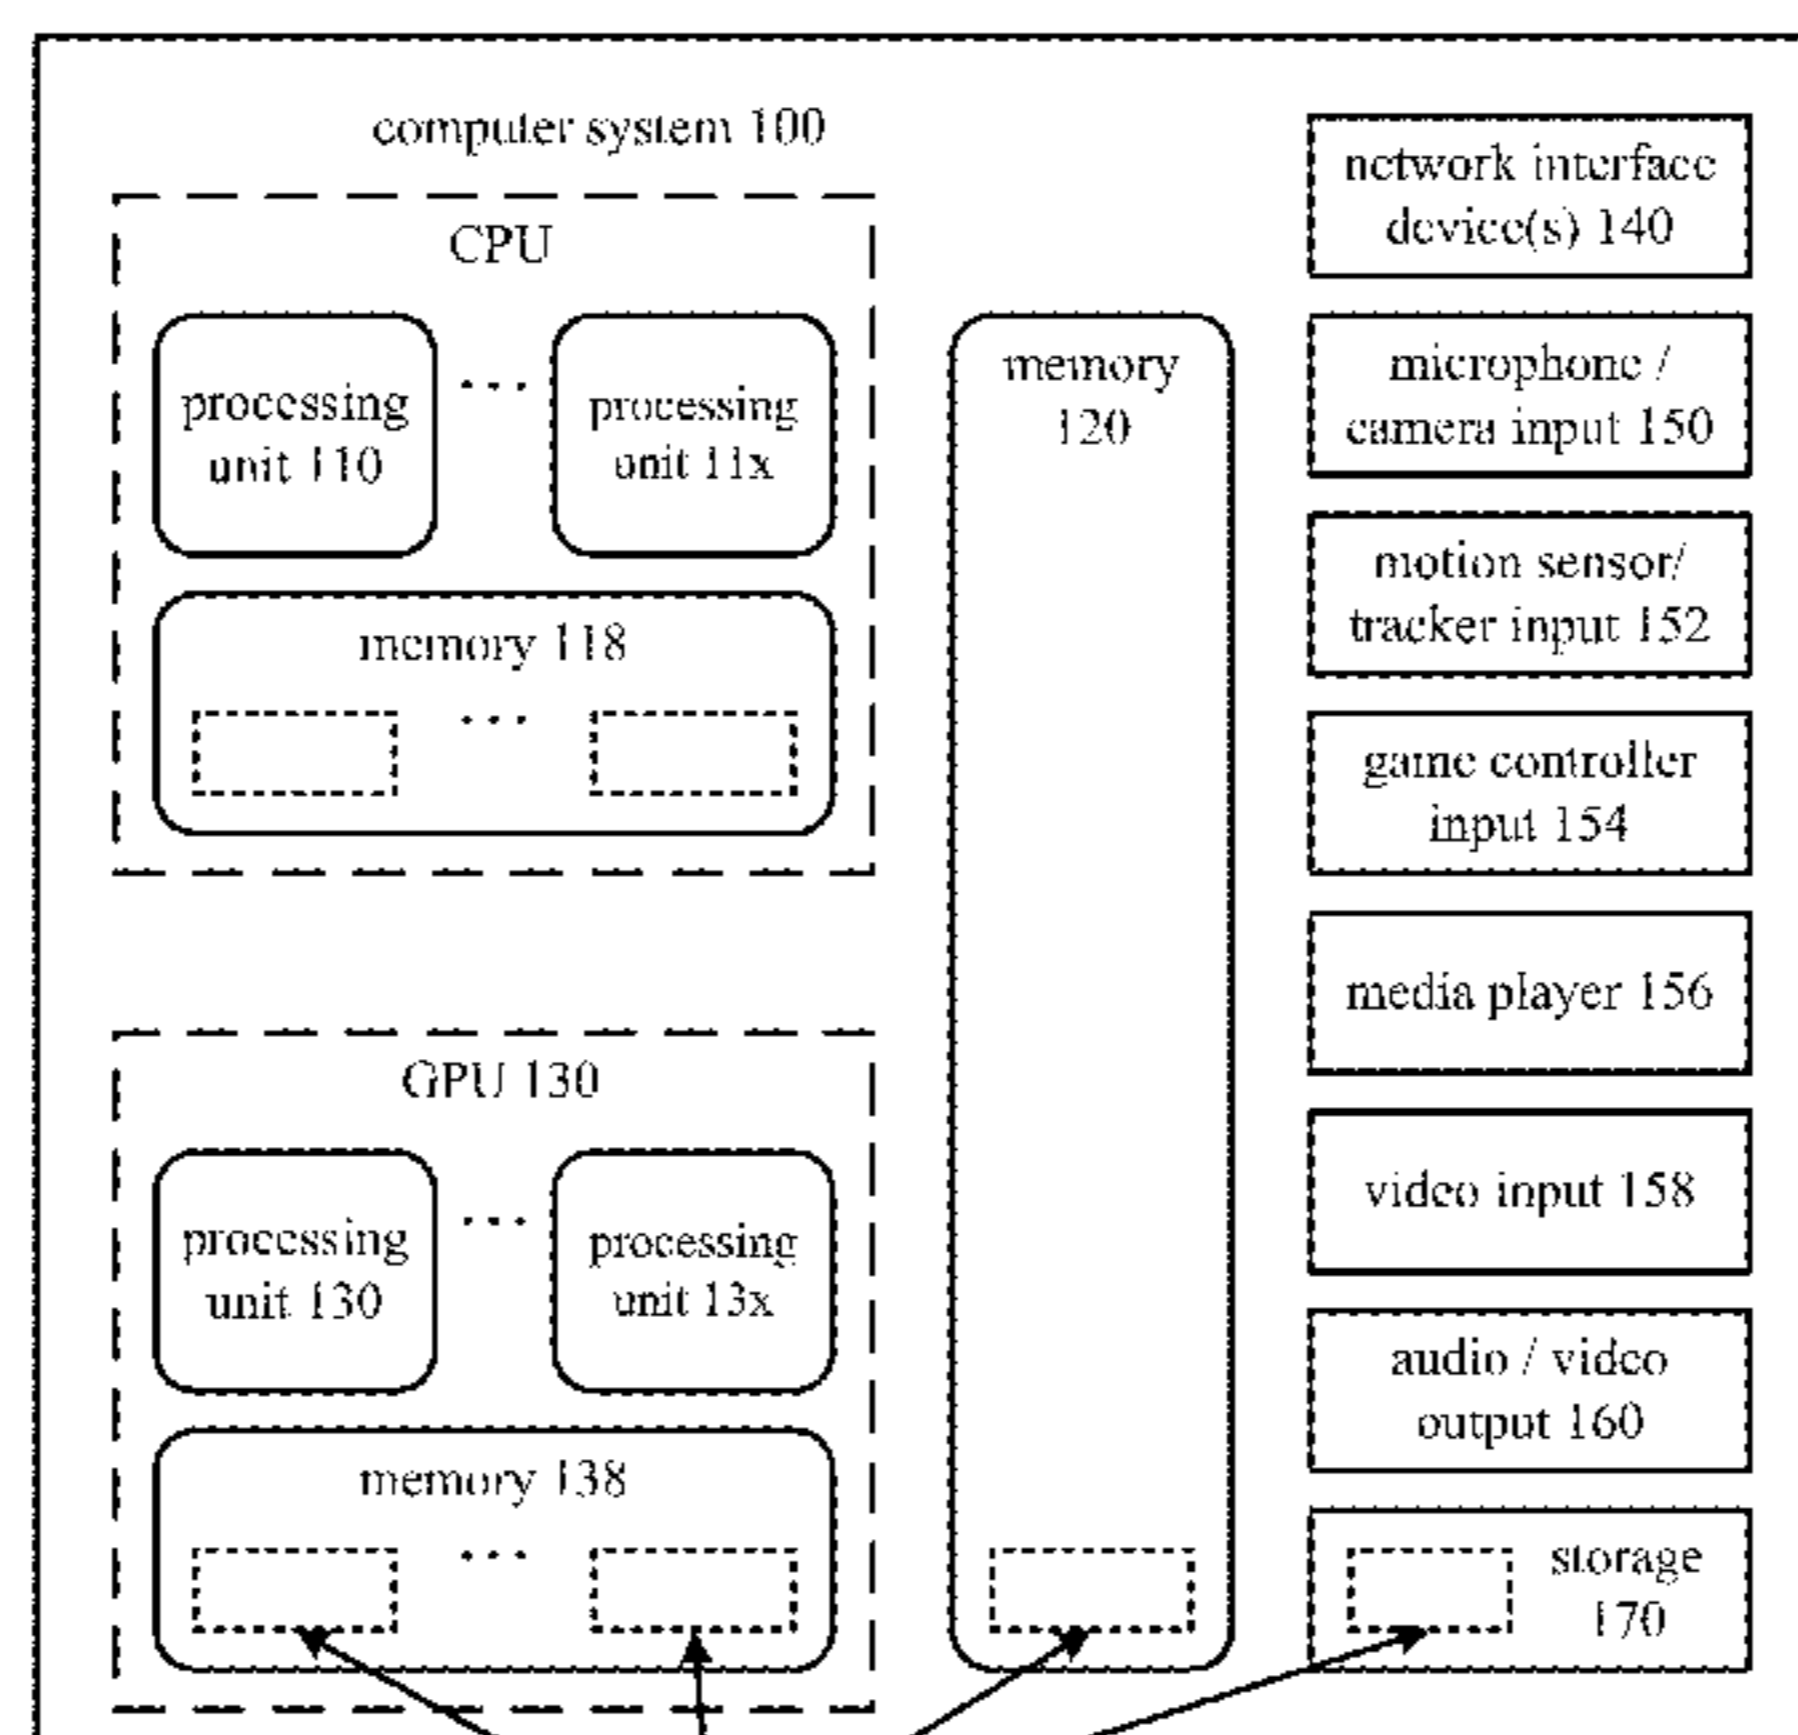 computer system 100
CPU
processing
unit 110
...
processing
unit 11x
memory 118
...
GPU 130
processing
unit 130
...
processing
unit 13x
memory 138
...
memory
120
network interface
device(s) 140
microphone /
camera input 150
motion sensor/
tracker input 152
game controller
input 154
media player 156
video input 158
audio / video
output 160
storage
170